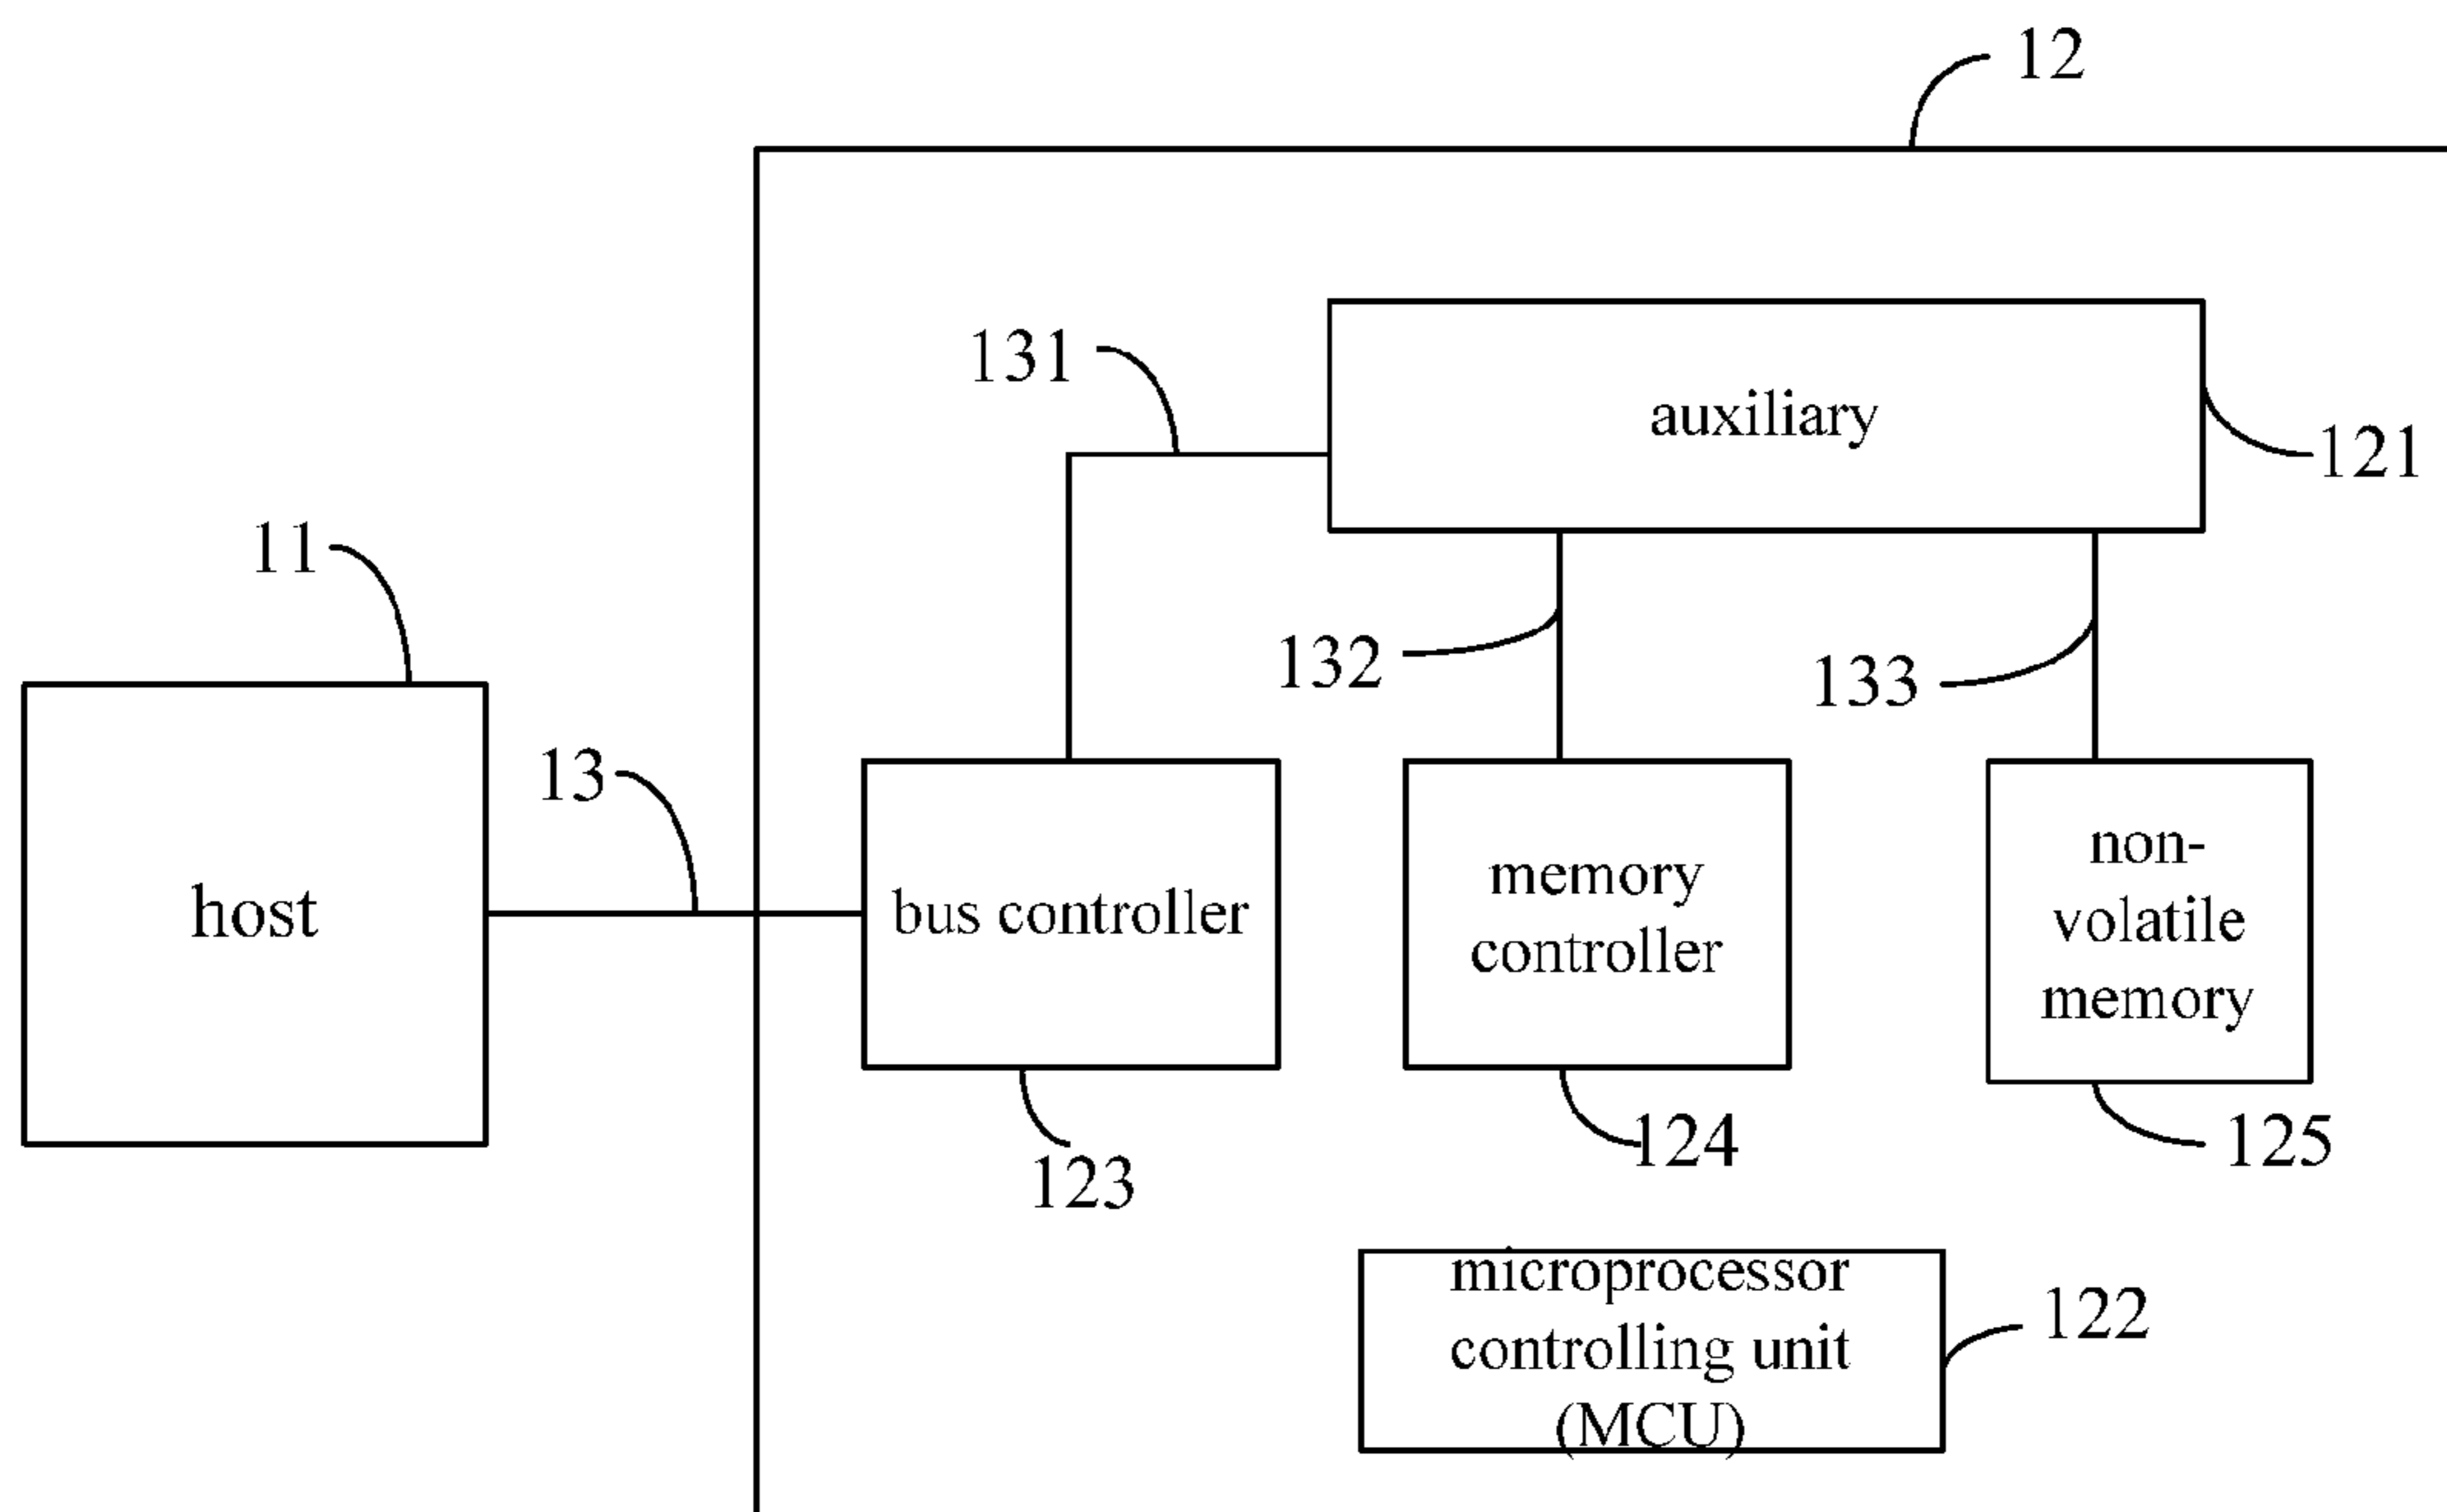 12
131
auxiliary
121
11
132
133
13
host
bus controller
memory
controller
non-
volatile
memory
123
124
125
microprocessor
controlling unit
(MCU)
122